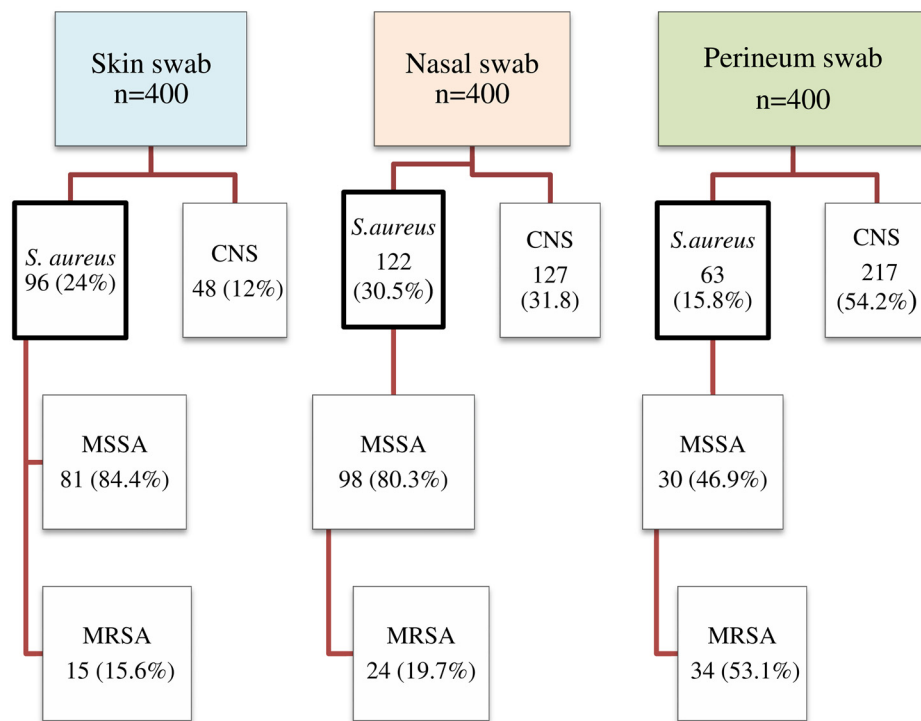 Skin swab
n=400
Nasal swab
n=400
Perineum swab
n=400
S. aureus
96 (24%)
CNS
48 (12%)
S.aureus
122
(30.5%)
CNS
127
(31.8)
S.aureus
63
(15.8%)
CNS
217
(54.2%)
MSSA
81 (84.4%)
MSSA
98 (80.3%)
MSSA
30 (46.9%)
MRSA
15 (15.6%)
MRSA
24 (19.7%)
MRSA
34 (53.1%)